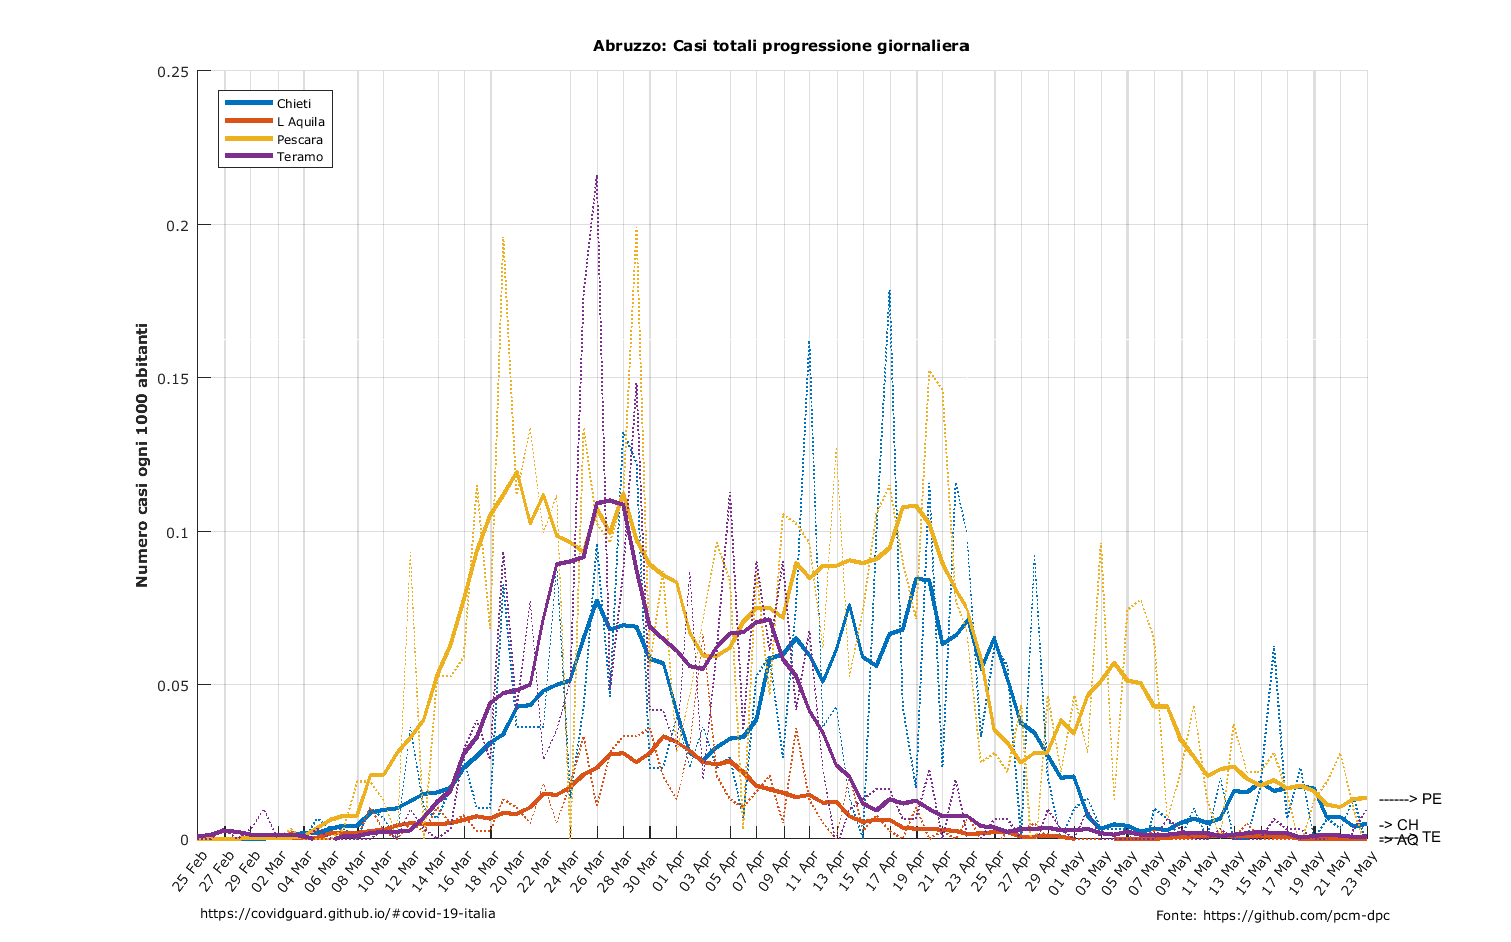 Abruzzo: Casi totali progressione giornaliera
Numero casi ogni 1000 abitanti
0.25
0.2
0.15
0.1
0.05
0
Chieti
L Aquila
Pescara
Teramo
------> PE
-> CH
------> TE
-> AQ
25 Feb
27 Feb
29 Feb
02 Mar
04 Mar
06 Mar
08 Mar
10 Mar
12 Mar
14 Mar
16 Mar
18 Mar
20 Mar
22 Mar
24 Mar
26 Mar
28 Mar
30 Mar
01 Apr
03 Apr
05 Apr
07 Apr
09 Apr
11 Apr
13 Apr
15 Apr
17 Apr
19 Apr
21 Apr
23 Apr
25 Apr
27 Apr
29 Apr
01 May
03 May
05 May
07 May
09 May
11 May
13 May
15 May
17 May
19 May
21 May
23 May
https://covidguard.github.io/#covid-19-italia
Fonte: https://github.com/pcm-dpc